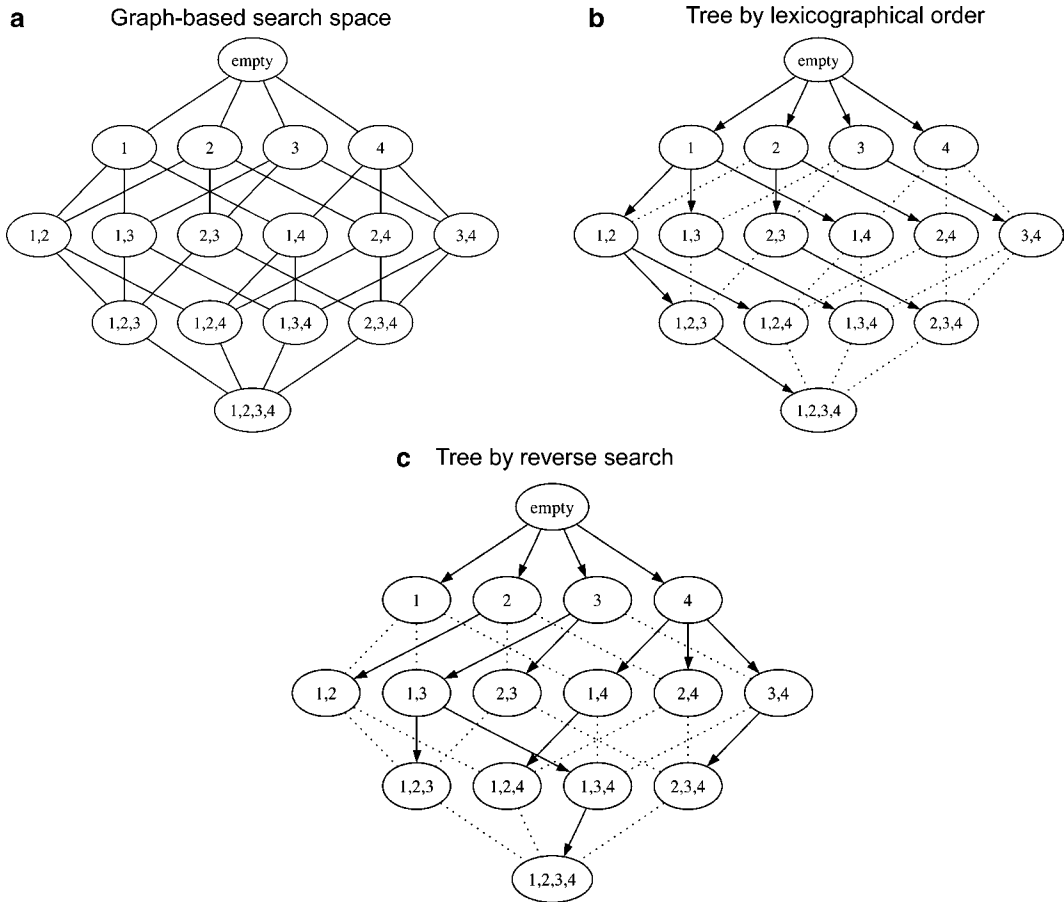 a Graph-based search space
empty
1 2 3 4
1,2 1,3 2,3 1,4 2,4 3,4
1,2,3 1,2,4 1,3,4 2,3,4
1,2,3,4
b Tree by lexicographical order
empty
1 2 3 4
1,2 1,3 2,3 1,4 2,4 3,4
1,2,3 1,2,4 1,3,4 2,3,4
1,2,3,4
c Tree by reverse search
empty
1 2 3 4
1,2 1,3 2,3 1,4 2,4 3,4
1,2,3 1,2,4 1,3,4 2,3,4
1,2,3,4